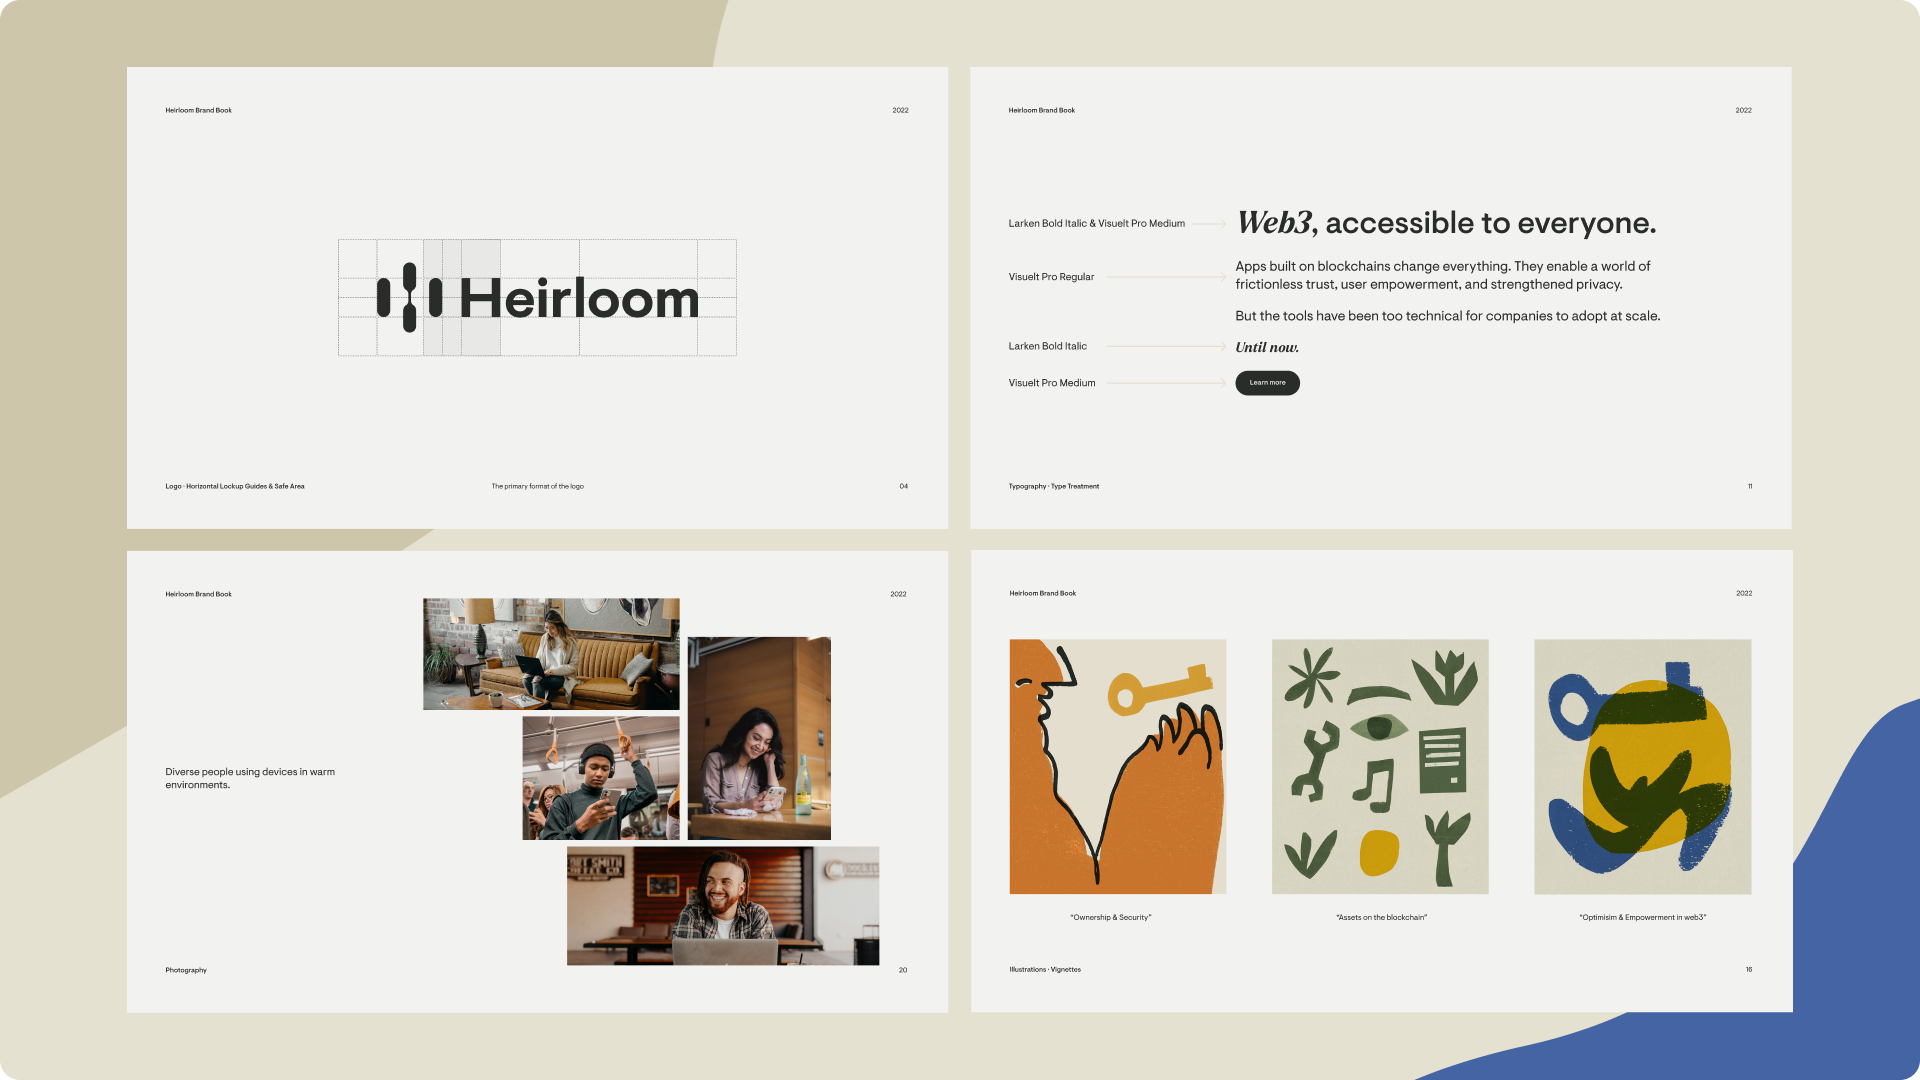 Heirloom Brand Book
2022
Heirloom
Logo · Horizontal Lockup Guides & Safe Area
The primary format of the logo
04
Heirloom Brand Book
2022
Larken Bold Italic & Visuelt Pro Medium
Web3, accessible to everyone.
Visuelt Pro Regular
Apps built on blockchains change everything. They enable a world of
frictionless trust, user empowerment, and strengthened privacy.
But the tools have been too technical for companies to adopt at scale.
Larken Bold Italic
Until now.
Visuelt Pro Medium
Learn more
Typography · Type Treatment
11
Heirloom Brand Book
2022
Diverse people using devices in warm
environments.
Photography
20
Heirloom Brand Book
2022
“Ownership & Security”
“Assets on the blockchain”
“Optimisim & Empowerment in web3”
Illustrations · Vignettes
16